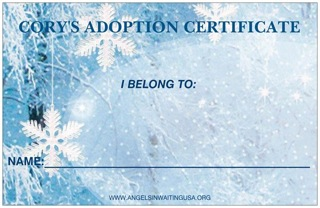 CORY'S ADOPTION CERTIFICATE
I BELONG TO:
NAME:
WWW.ANGELSINWAITINGUSA.ORG